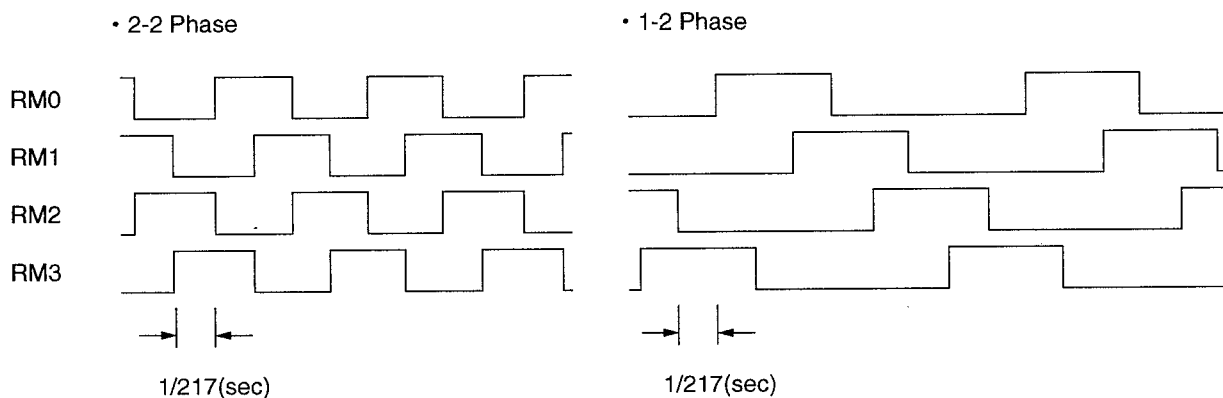 • 2-2 Phase
• 1-2 Phase
RM0
RM1
RM2
RM3
1/217(sec)
1/217(sec)